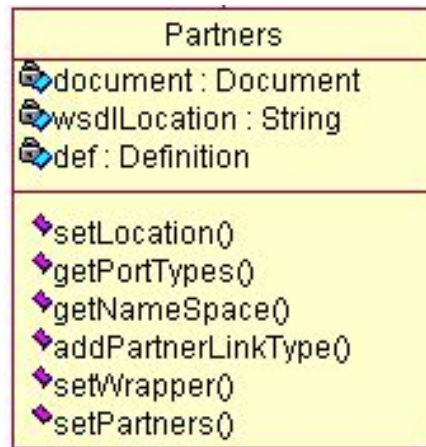 Partners
document : Document
wsdlLocation : String
def : Definition
setLocation()
getPortTypes()
getNameSpace()
addPartnerLinkType()
setWrapper()
setPartners()